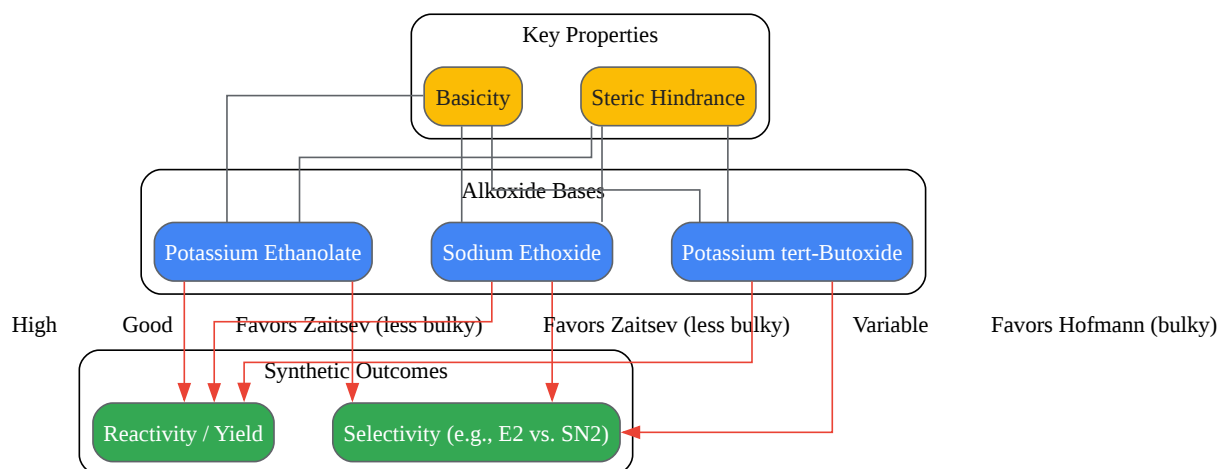 Key Properties
Basicity
Steric Hindrance
Alkoxide Bases
Potassium Ethanolate
Sodium Ethoxide
Potassium tert-Butoxide
High
Good
Favors Zaitsev (less bulky)
Favors Zaitsev (less bulky)
Variable
Favors Hofmann (bulky)
Synthetic Outcomes
Reactivity / Yield
Selectivity (e.g., E2 vs. SN2)